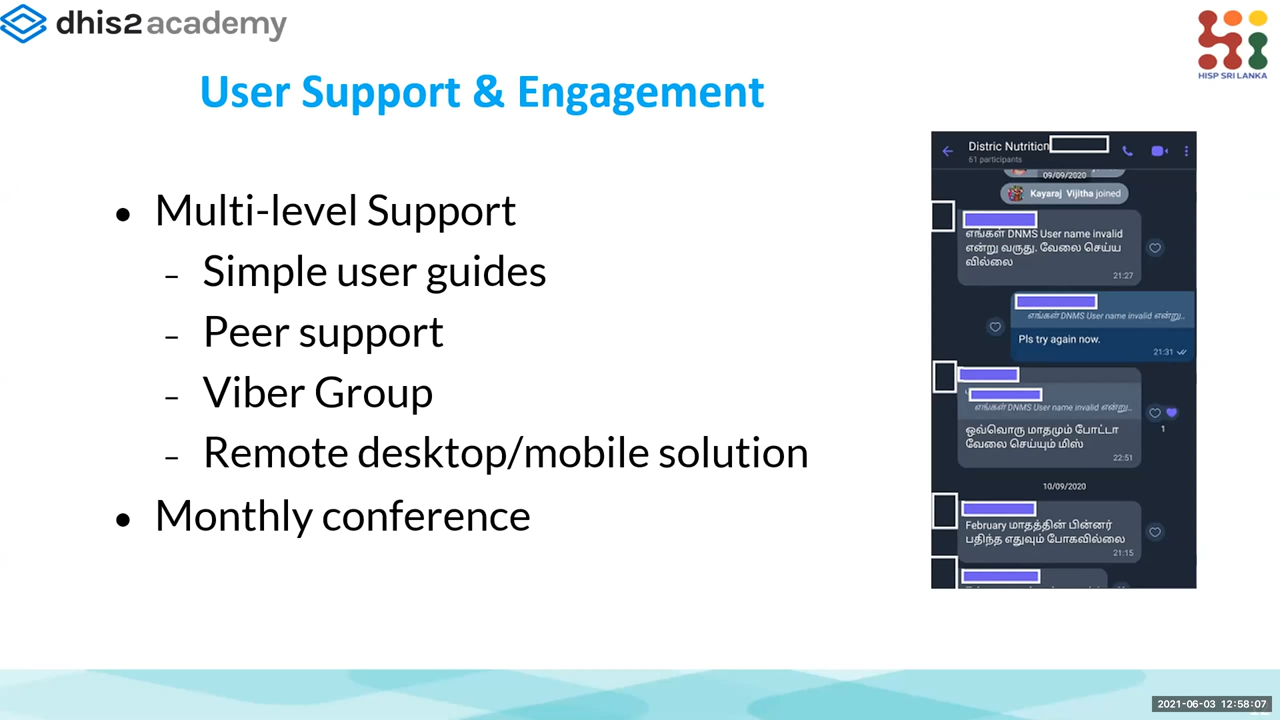 dhis2 academy
HISP SRI LANKA
User Support & Engagement
• Multi-level Support
- Simple user guides
- Peer support
- Viber Group
- Remote desktop/mobile solution
• Monthly conference
Distric Nutrition
61 participants
09/09/2020
Kayaraj Vijitha joined
எங்கள் DNMS User name invalid
என்று வருது. வேலை செய்ய
வில்லை
21:27
எங்கள் DNMS User name invalid என்று..
Pls try again now.
21:31
எங்கள் DNMS User name invalid என்று...
ஒவ்வொரு மாதமும் போட்டா
வேலை செய்யும் மிஸ்
1
22:51
10/09/2020
February மாதத்தின் பின்னர்
பதிந்த எதுவும் போகவில்லை
21:15
2021-06-03 12:58:07